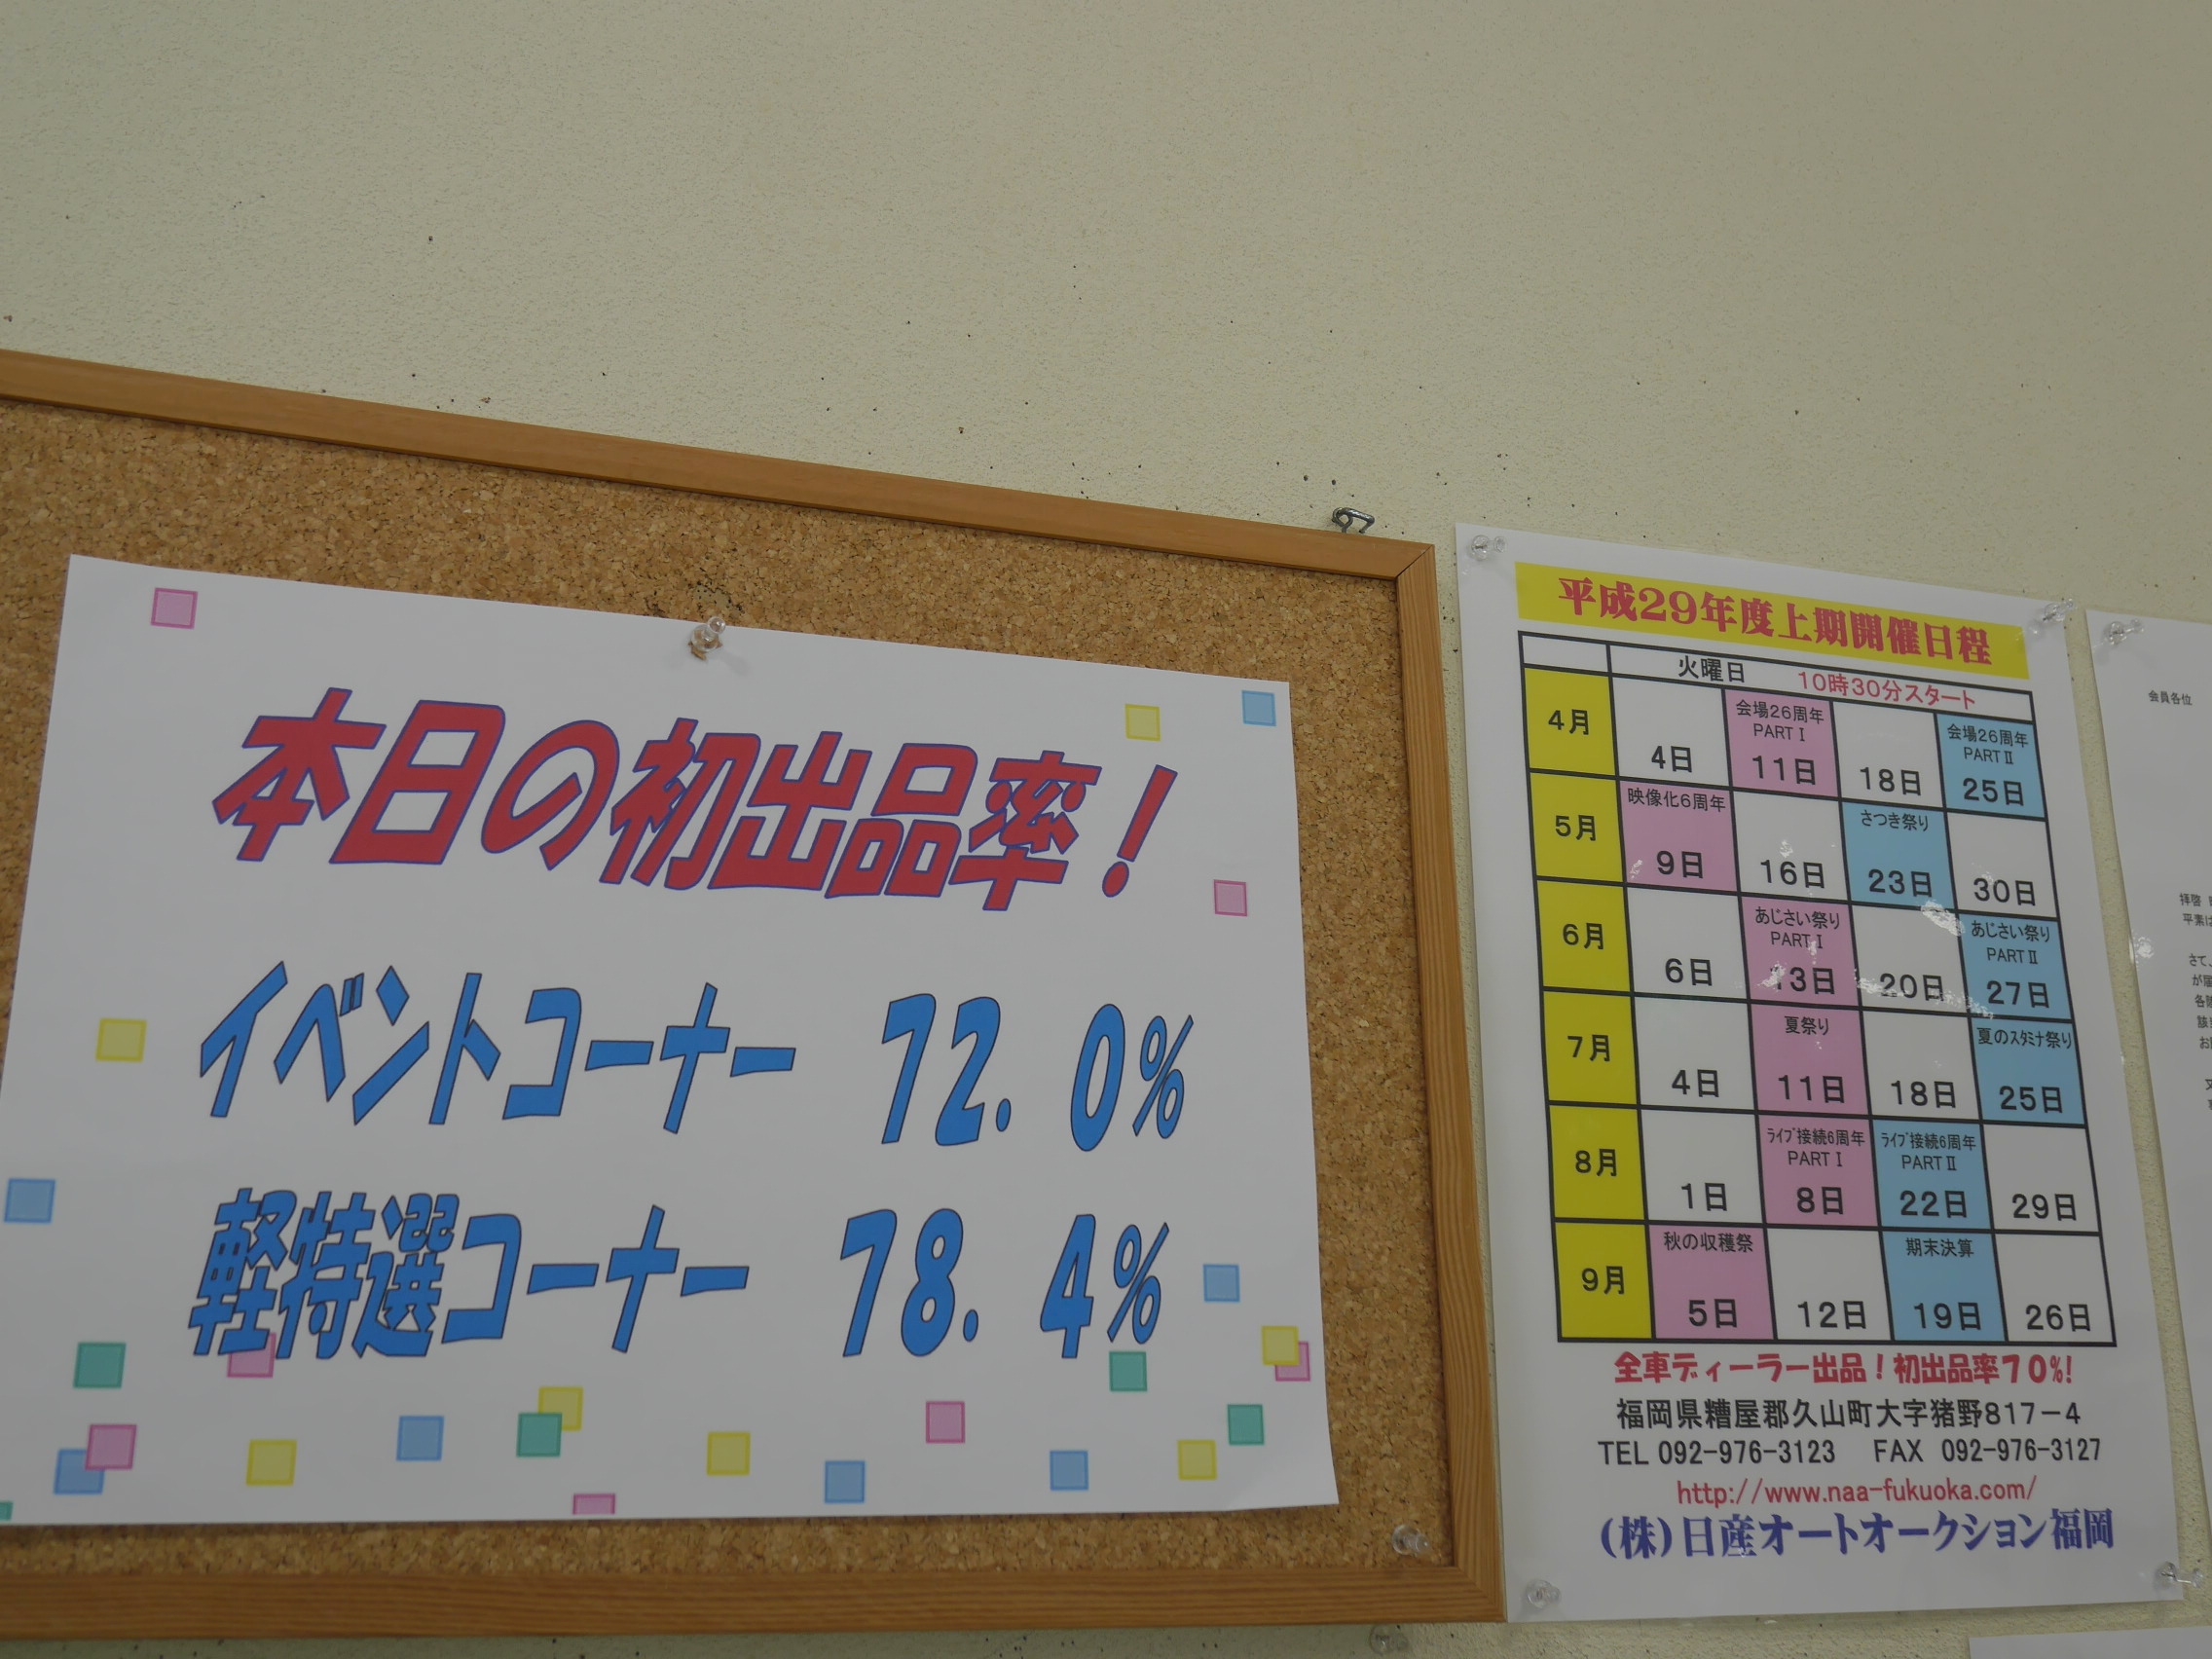 本日の初出品率！
イベントコーナー 72.0%
軽特選コーナー 78.4%
平成29年度上期開催日程
火曜日 10時30分スタート
4月 4日 会場26周年 PARTⅠ 11日 18日 会場26周年 PARTⅡ 25日
5月 映像化6周年 9日 16日 さつき祭り 23日 30日
6月 6日 あじさい祭り PARTⅠ 13日 20日 あじさい祭り PARTⅡ 27日
7月 4日 夏祭り 11日 18日 夏のスタミナ祭り 25日
8月 1日 ライブ接続6周年 PARTⅠ 8日 ライブ接続6周年 PARTⅡ 22日 29日
9月 秋の収穫祭 5日 12日 期末決算 19日 26日
全車ディーラー出品！初出品率70%!
福岡県糟屋郡久山町大字猪野817－4
TEL 092-976-3123 FAX 092-976-3127
http://www.naa-fukuoka.com/
(株)日産オートオークション福岡
会員各位
拝啓
さて、